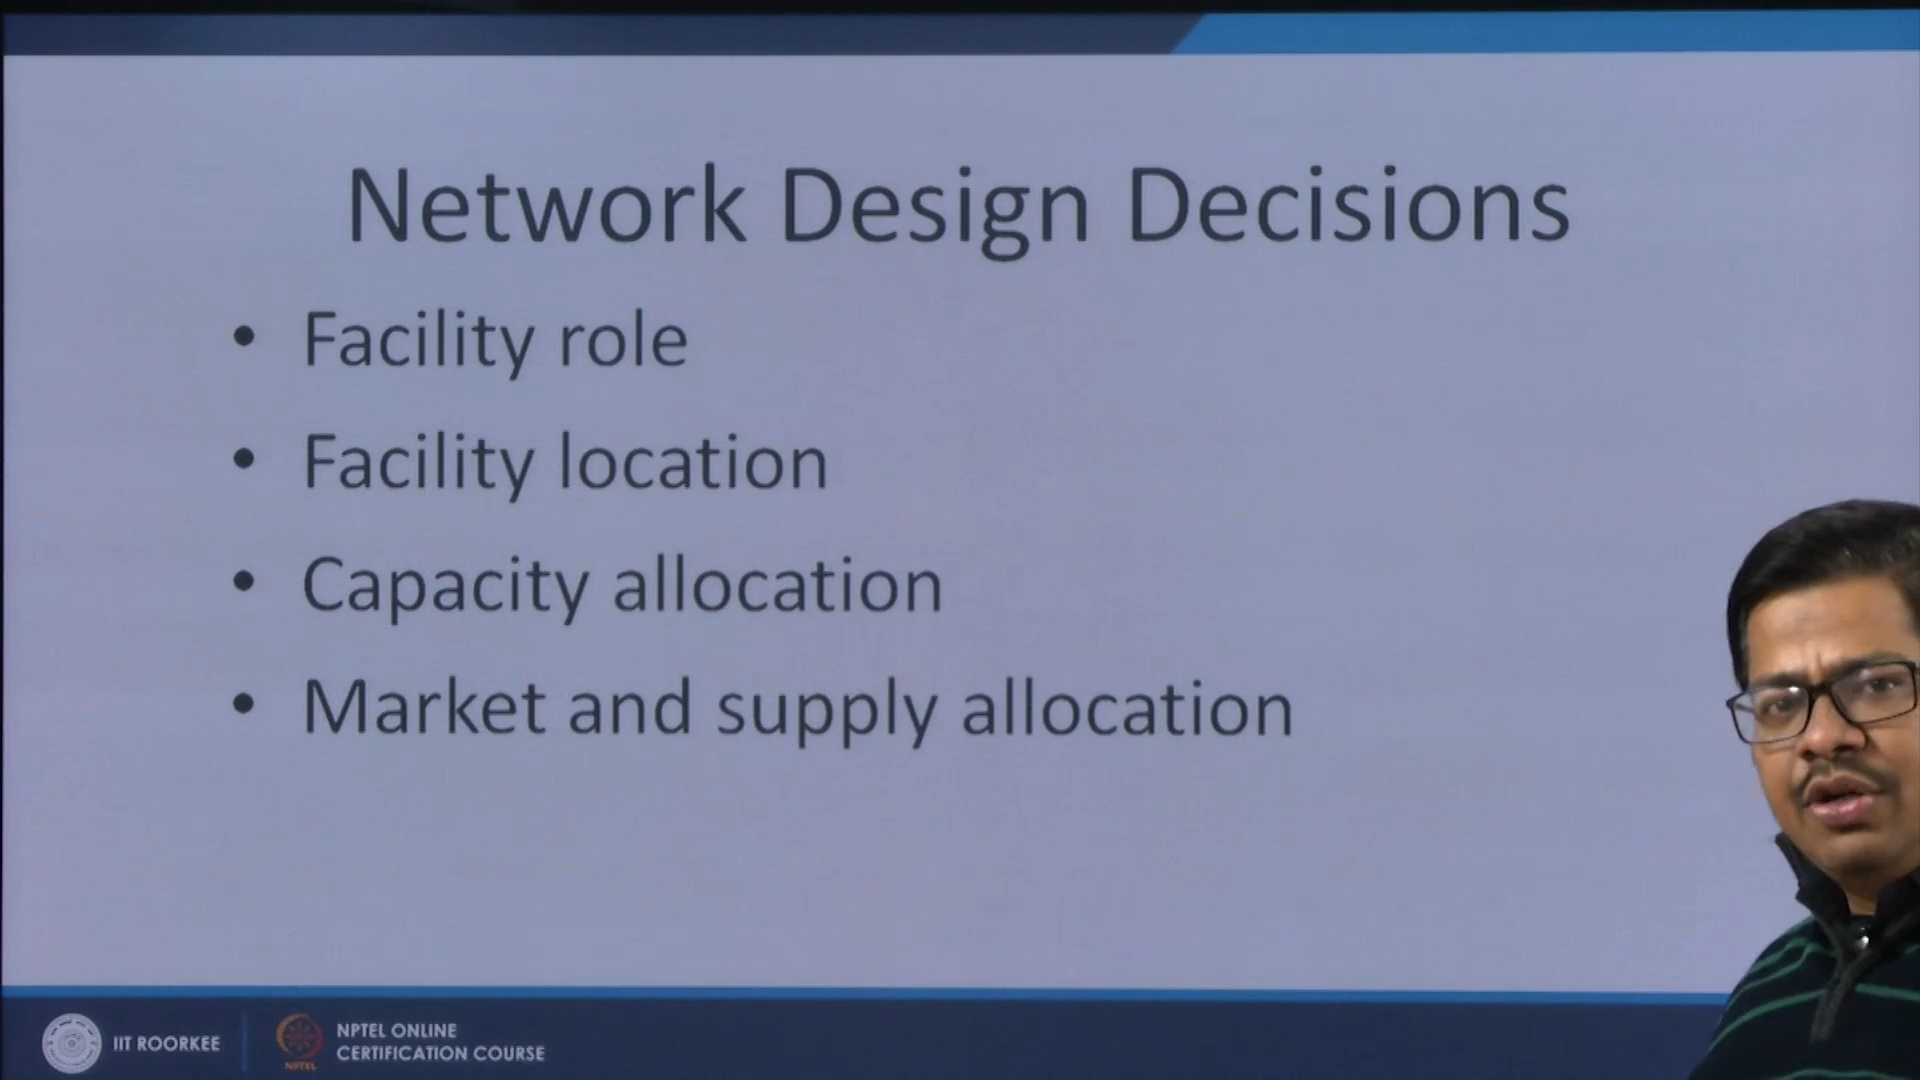 Network Design Decisions
• Facility role
• Facility location
• Capacity allocation
• Market and supply allocation
IIT ROORKEE
NPTEL
NPTEL ONLINE
CERTIFICATION COURSE